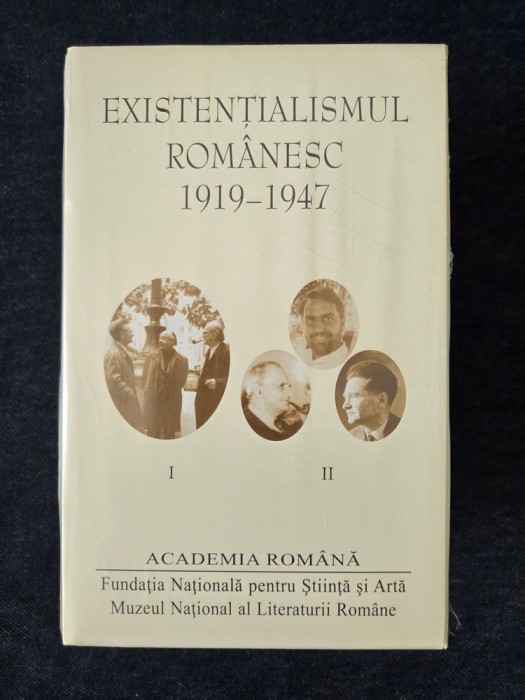 EXISTENȚIALISMUL
ROMÂNESC
1919–1947
I
II
ACADEMIA ROMÂNĂ
Fundația Națională pentru Știință și Artă
Muzeul Național al Literaturii Române